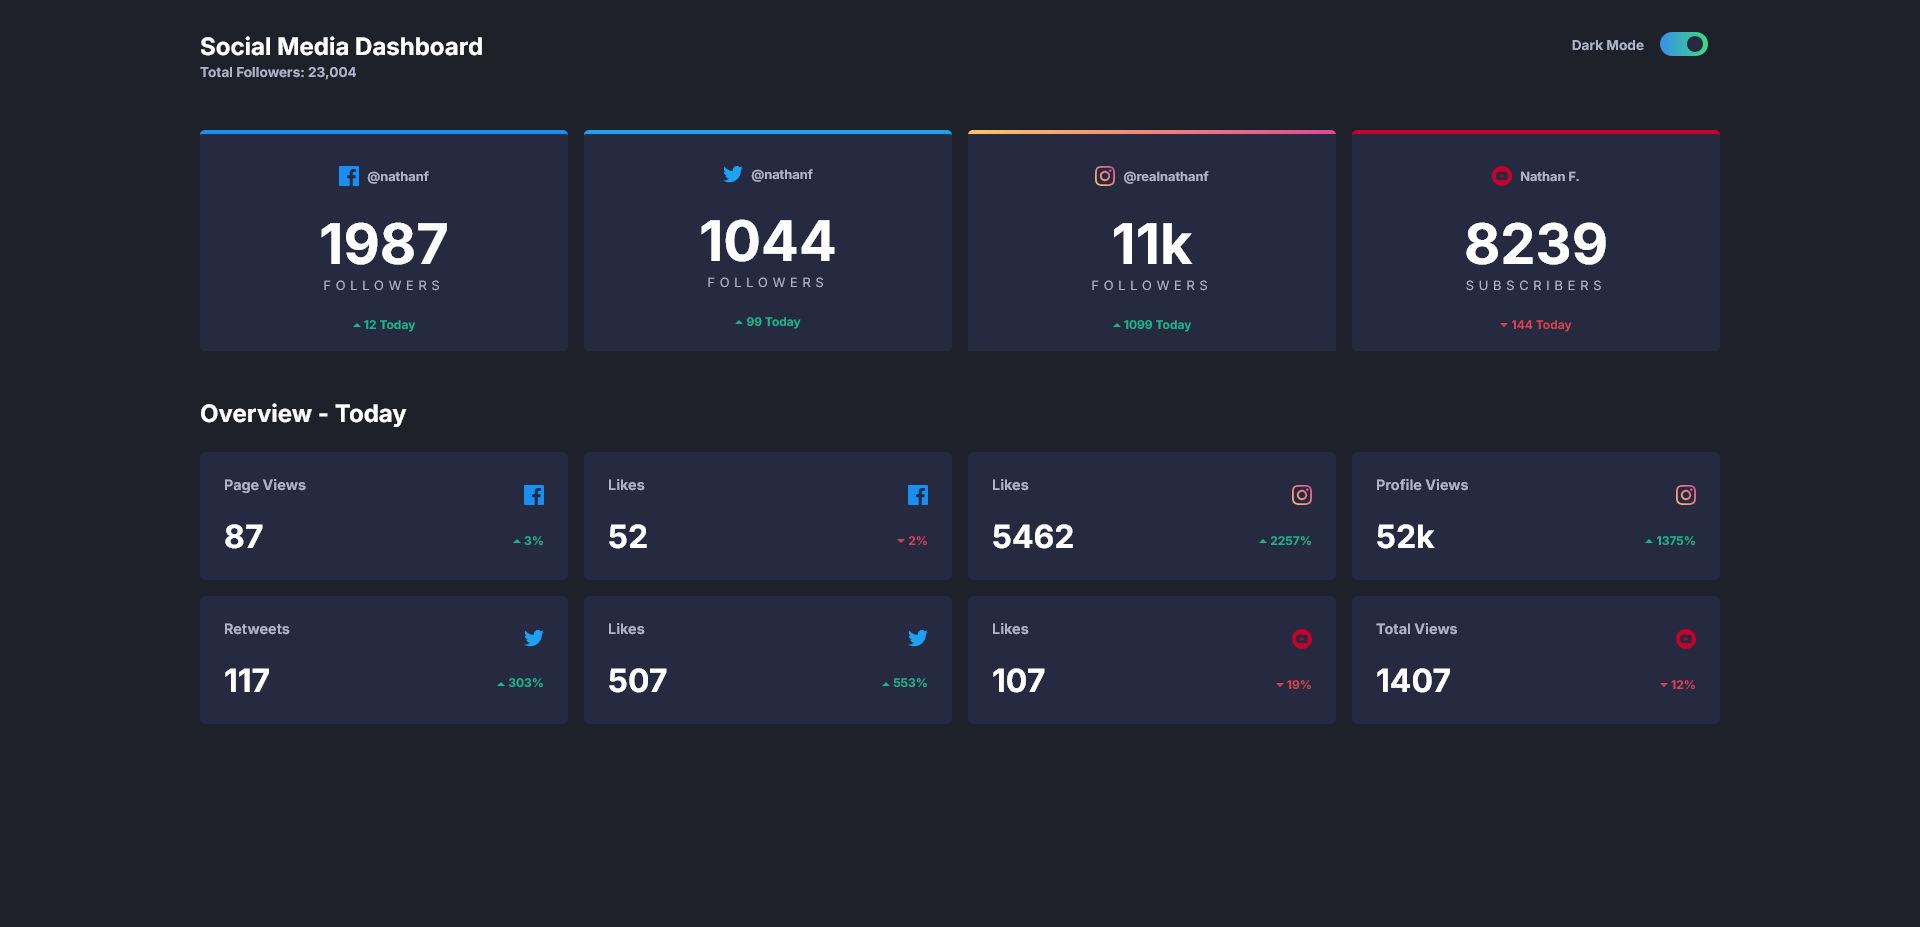 Social Media Dashboard
Total Followers: 23,004
Dark Mode
@nathanf
1987
FOLLOWERS
12 Today
@nathanf
1044
FOLLOWERS
99 Today
@realnathanf
11k
FOLLOWERS
1099 Today
Nathan F.
8239
SUBSCRIBERS
144 Today
Overview - Today
Page Views
87
3%
Likes
52
2%
Likes
5462
2257%
Profile Views
52k
1375%
Retweets
117
303%
Likes
507
553%
Likes
107
19%
Total Views
1407
12%